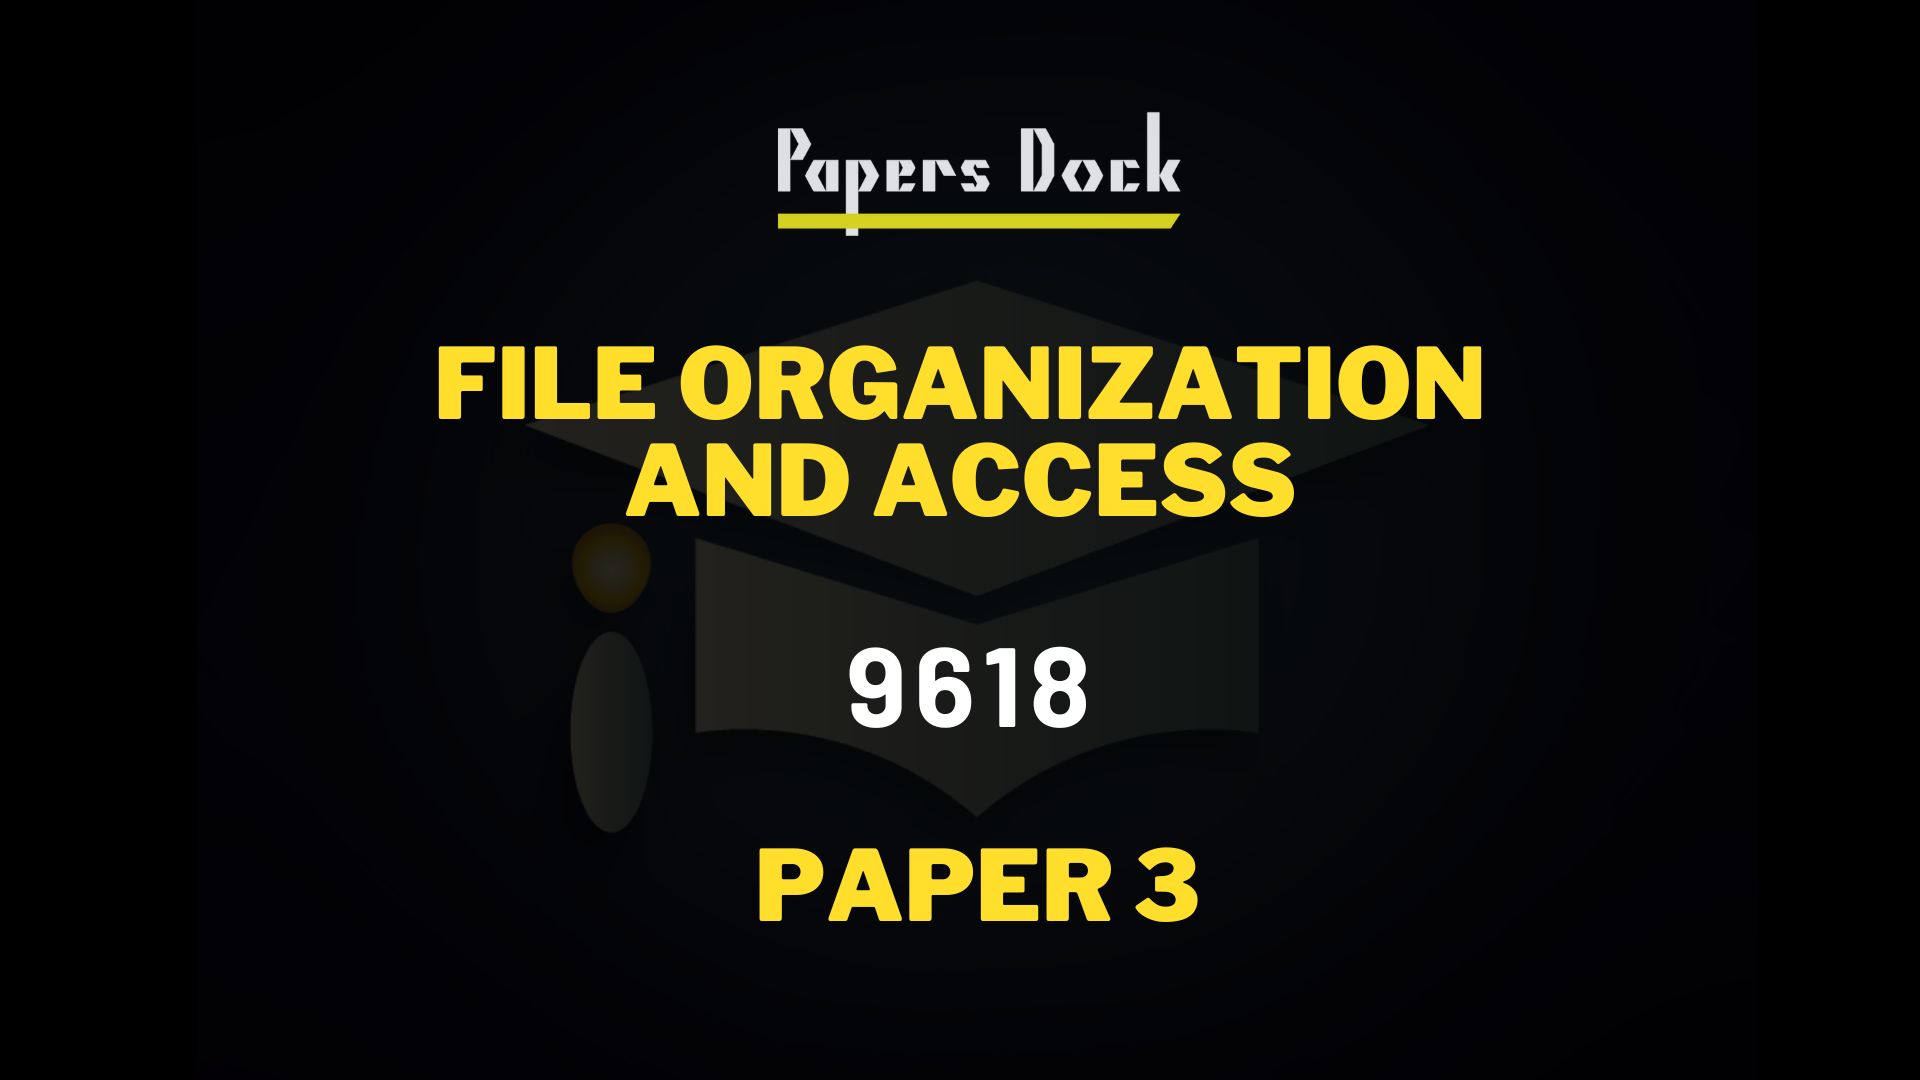 Papers Dock
FILE ORGANIZATION
AND ACCESS
9618
PAPER 3